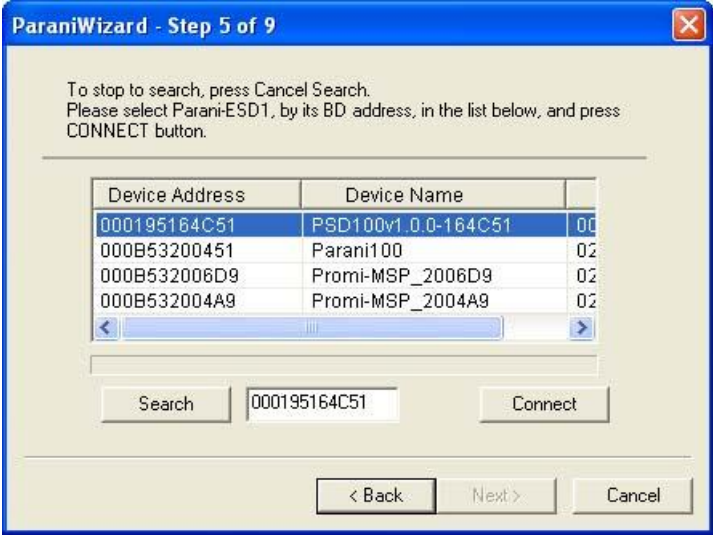 ParaniWizard - Step 5 of 9
To stop to search, press Cancel Search.
Please select Parani-ESD1, by its BD address, in the list below, and press
CONNECT button.
Device Address Device Name
000195164C51 PSD100v1.0.0-164C51 00
000B53200451 Parani100 02
000B532006D9 Promi-MSP_2006D9 02
000B532004A9 Promi-MSP_2004A9 02
Search 000195164C51 Connect
< Back Next > Cancel